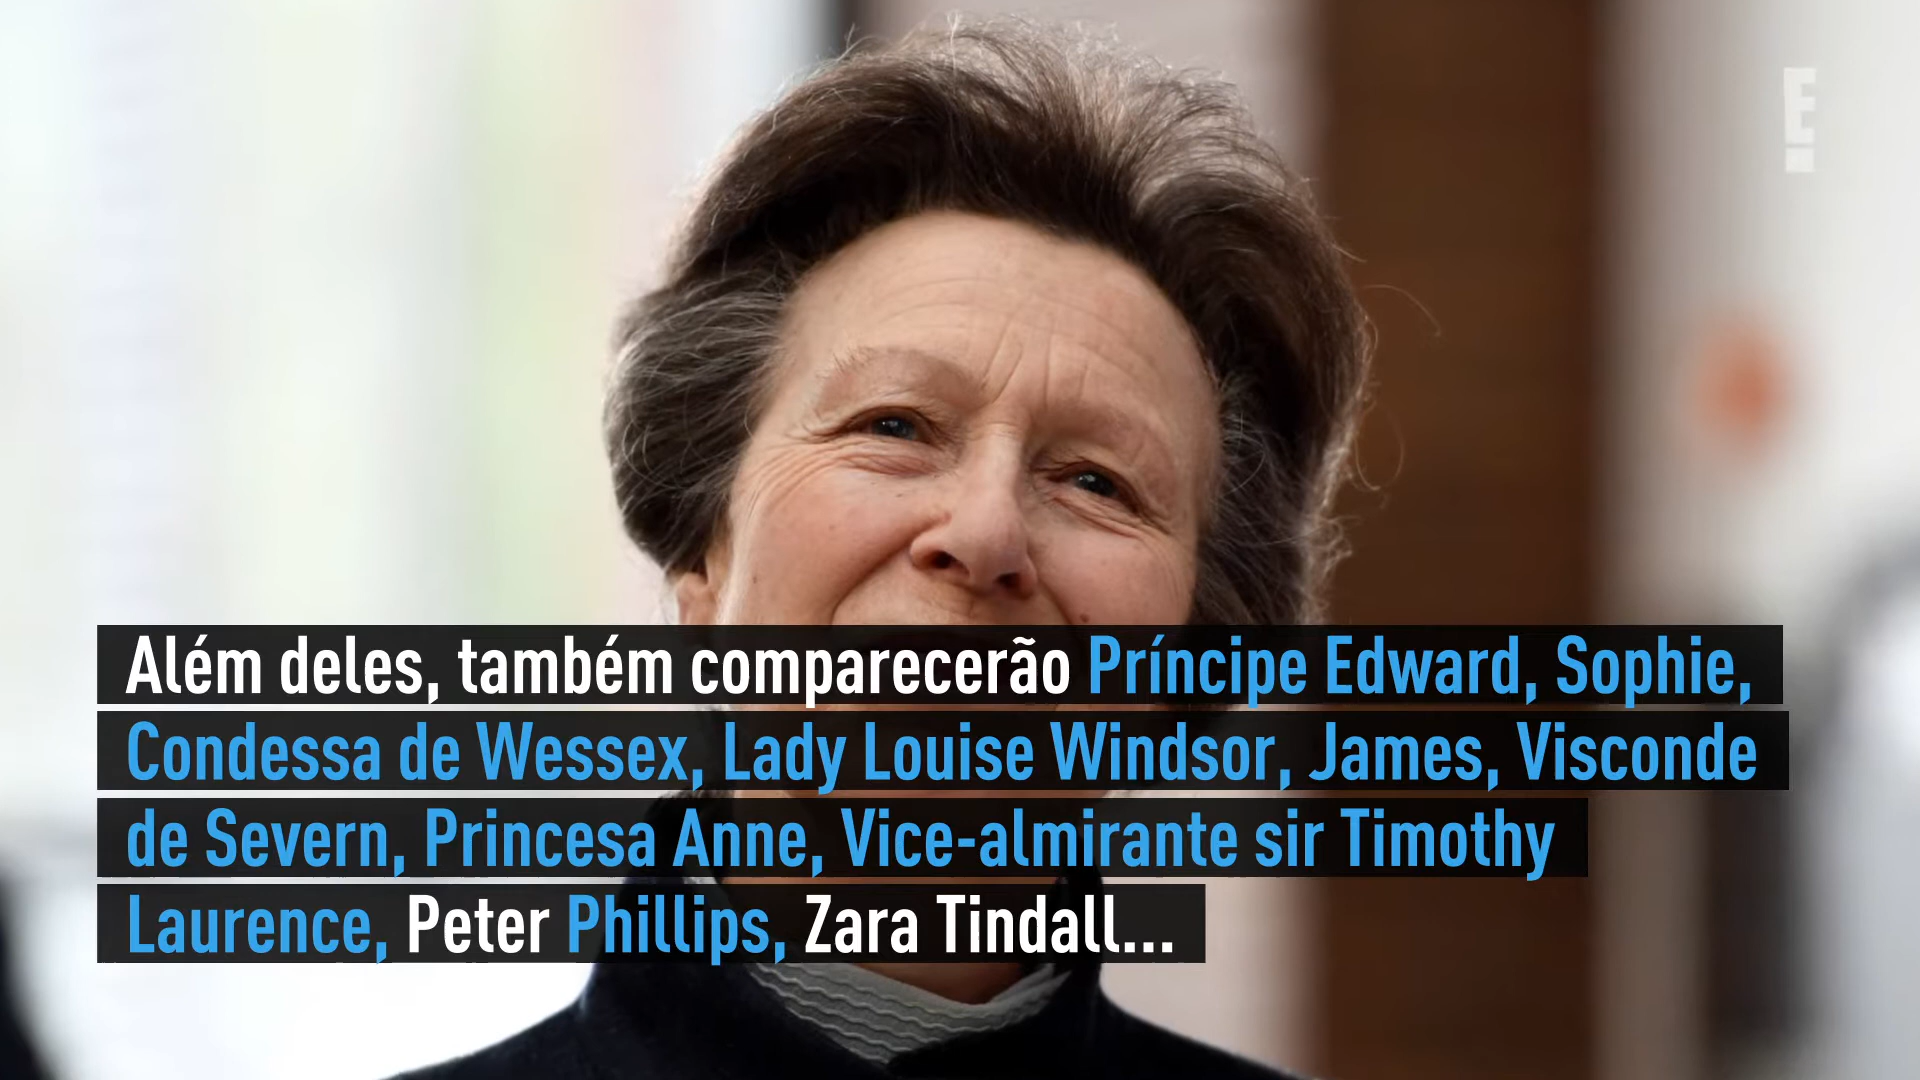 E!
Além deles, também comparecerão Príncipe Edward, Sophie,
Condessa de Wessex, Lady Louise Windsor, James, Visconde
de Severn, Princesa Anne, Vice-almirante sir Timothy
Laurence, Peter Phillips, Zara Tindall...